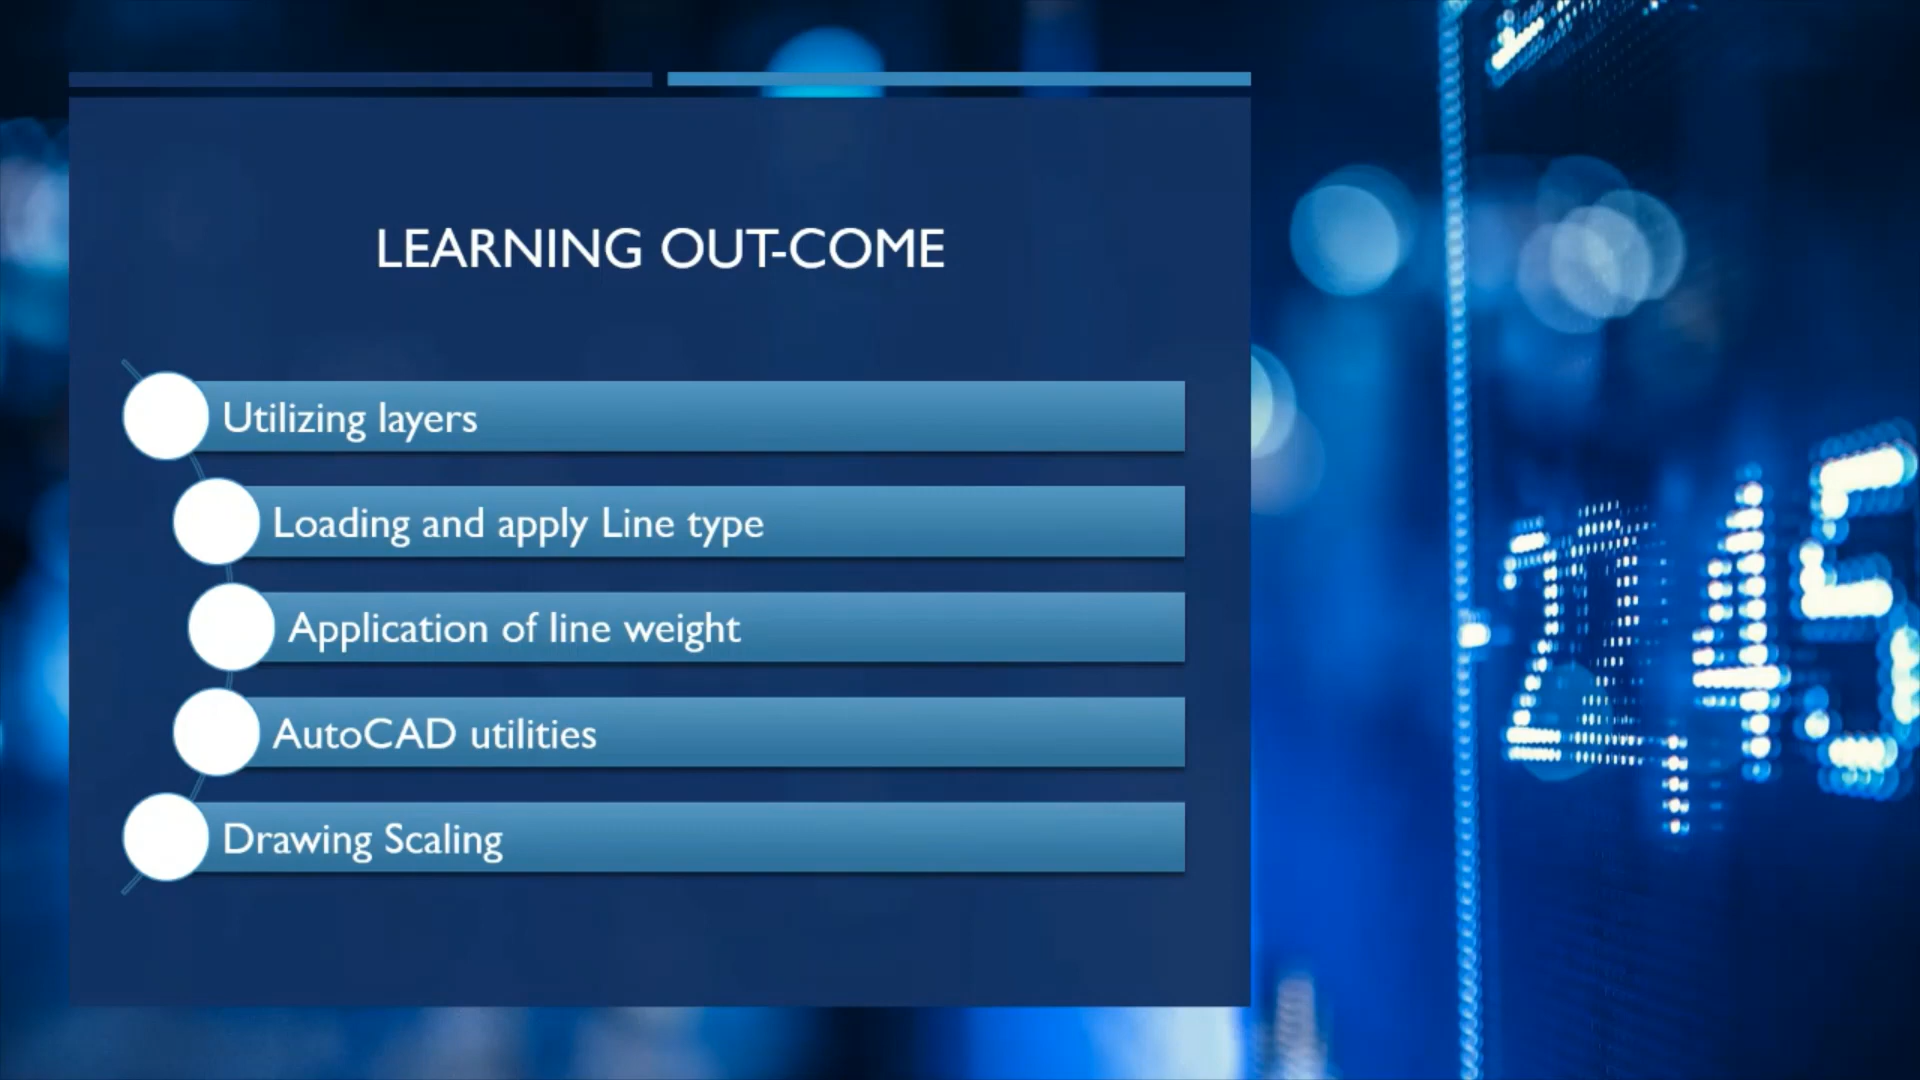 LEARNING OUT-COME
Utilizing layers
Loading and apply Line type
Application of line weight
AutoCAD utilities
Drawing Scaling